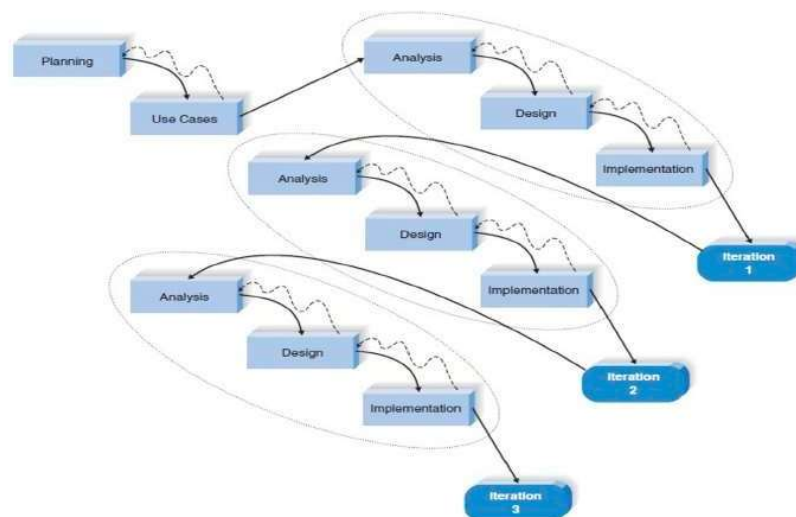 Planning
Use Cases
Analysis
Design
Implementation
Iteration
1
Analysis
Design
Implementation
Iteration
2
Analysis
Design
Implementation
Iteration
3